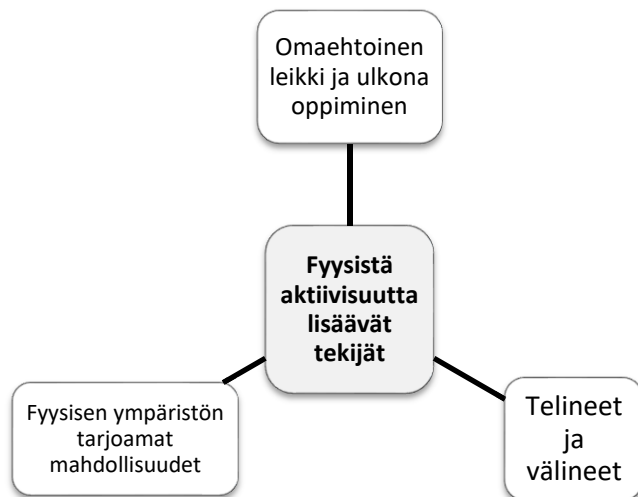 Omaehtoinen
leikki ja ulkona
oppiminen
Fyysistä
aktiivisuutta
lisäävät
tekijät
Fyysisen ympäristön
tarjoamat
mahdollisuudet
Telineet
ja
välineet